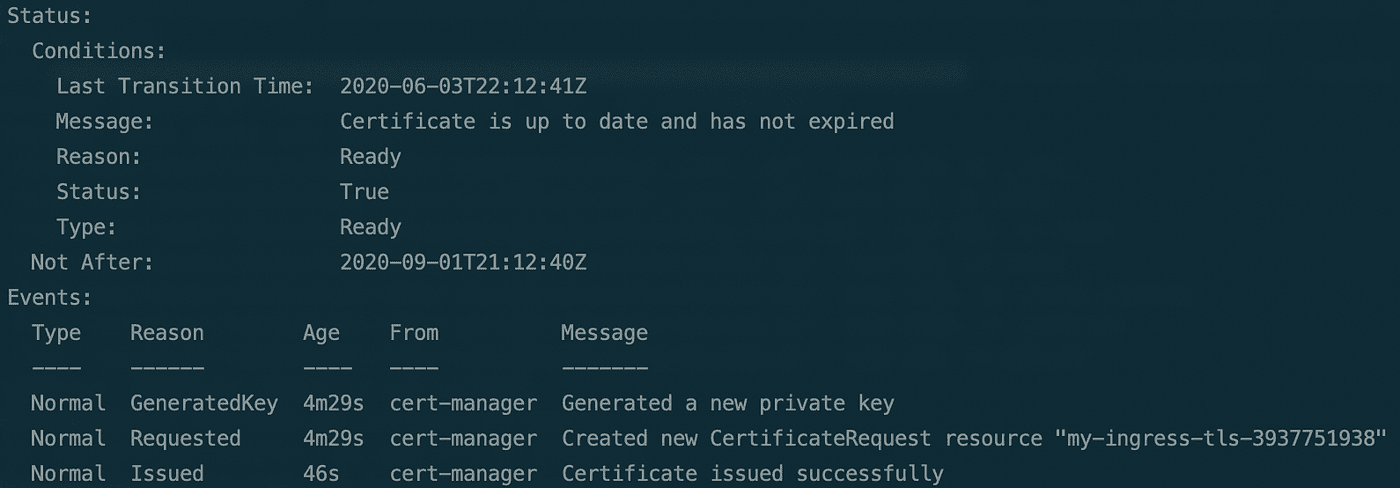 Status:
  Conditions:
    Last Transition Time:  2020-06-03T22:12:41Z
    Message:               Certificate is up to date and has not expired
    Reason:                Ready
    Status:                True
    Type:                  Ready
  Not After:               2020-09-01T21:12:40Z
Events:
  Type    Reason        Age    From          Message
  ----    ------        ----   ----          -------
  Normal  GeneratedKey  4m29s  cert-manager  Generated a new private key
  Normal  Requested     4m29s  cert-manager  Created new CertificateRequest resource "my-ingress-tls-3937751938"
  Normal  Issued        46s    cert-manager  Certificate issued successfully